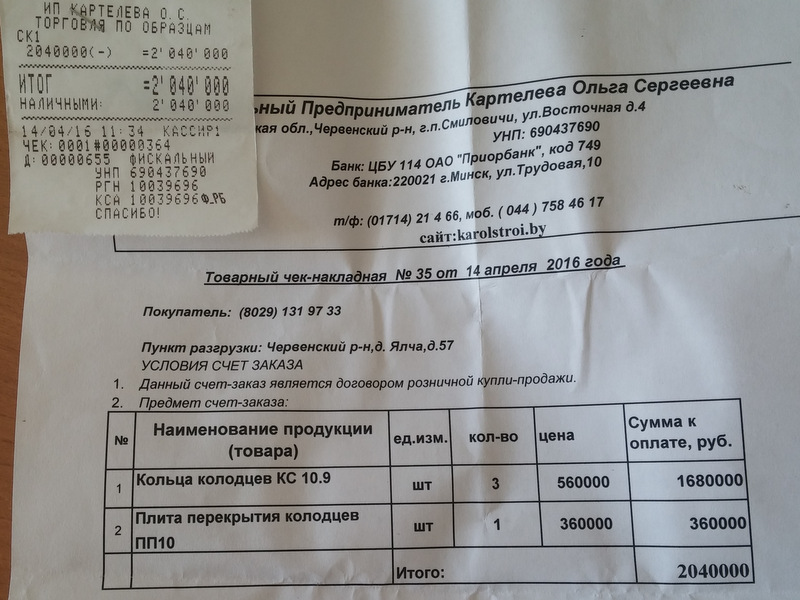 ИП КАРТЕЛЕВА О.С.
ТОРГОВЛЯ ПО ОБРАЗЦАМ
СК1
2040000(-) =2'040'000
ИТОГ =2'040'000
НАЛИЧНЫМИ: 2'040'000
14/04/16 11:34 КАССИР1
ЧЕК: 0001#00000364
Д:00000655 ФИСКАЛЬНЫЙ
УНП 690437690
РГН 10039696
КСА 10039696 Ф.РБ
СПАСИБО!
ьный Предприниматель Картелева Ольга Сергеевна
кая обл.,Червенский р-н, г.п.Смиловичи, ул.Восточная д.4
УНП: 690437690
Банк: ЦБУ 114 ОАО "Приорбанк", код 749
Адрес банка:220021 г.Минск, ул.Трудовая,10
т/ф: (01714) 21 4 66, моб. ( 044 ) 758 46 17
сайт:karolstroi.by
Товарный чек-накладная № 35 от 14 апреля 2016 года
Покупатель: (8029) 131 97 33
Пункт разгрузки: Червенский р-н,д. Ялча,д.57
УСЛОВИЯ СЧЕТ ЗАКАЗА
1. Данный счет-заказ является договором розничной купли-продажи.
2. Предмет счет-заказа:
№ Наименование продукции (товара) ед.изм. кол-во цена Сумма к оплате, руб.
1 Кольца колодцев КС 10.9 шт 3 560000 1680000
2 Плита перекрытия колодцев ПП10 шт 1 360000 360000
Итого: 2040000